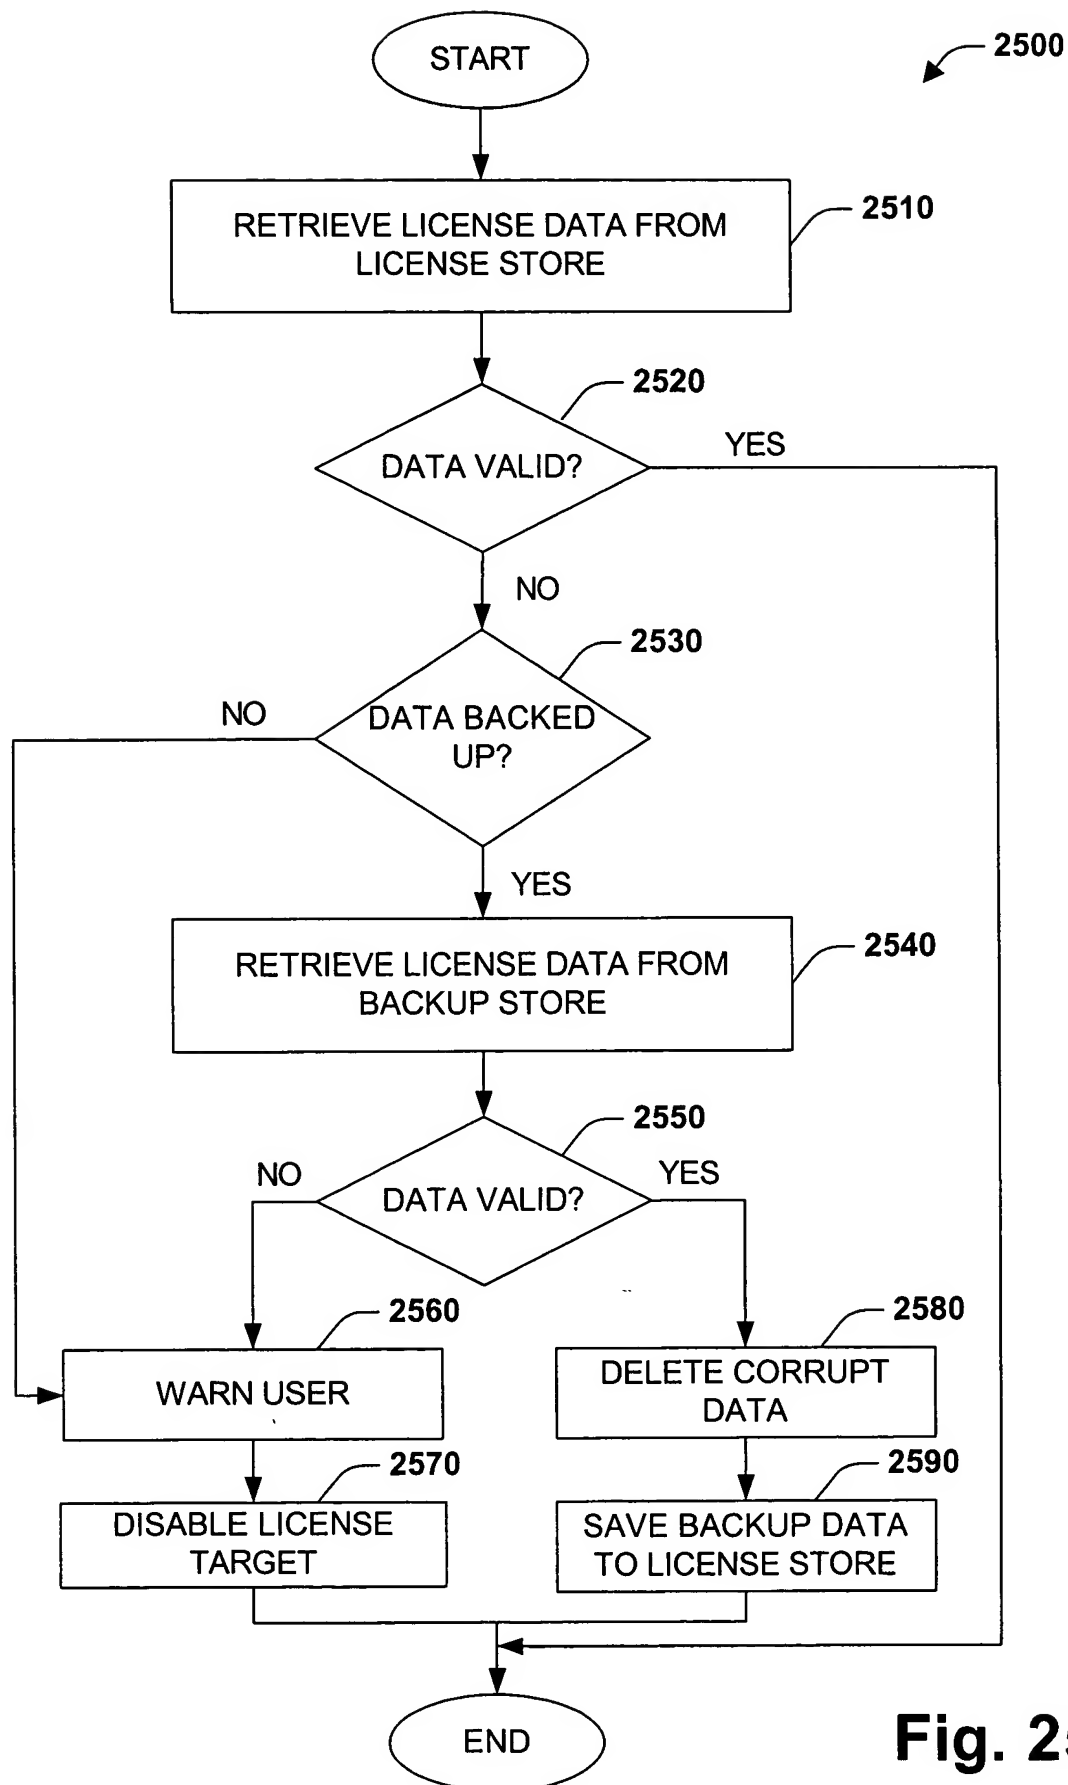 START
2500
RETRIEVE LICENSE DATA FROM
LICENSE STORE
2510
2520
DATA VALID?
YES
NO
2530
DATA BACKED
UP?
NO
YES
RETRIEVE LICENSE DATA FROM
BACKUP STORE
2540
2550
DATA VALID?
NO
YES
2560
WARN USER
2580
DELETE CORRUPT
DATA
2570
DISABLE LICENSE
TARGET
2590
SAVE BACKUP DATA
TO LICENSE STORE
END
Fig. 25